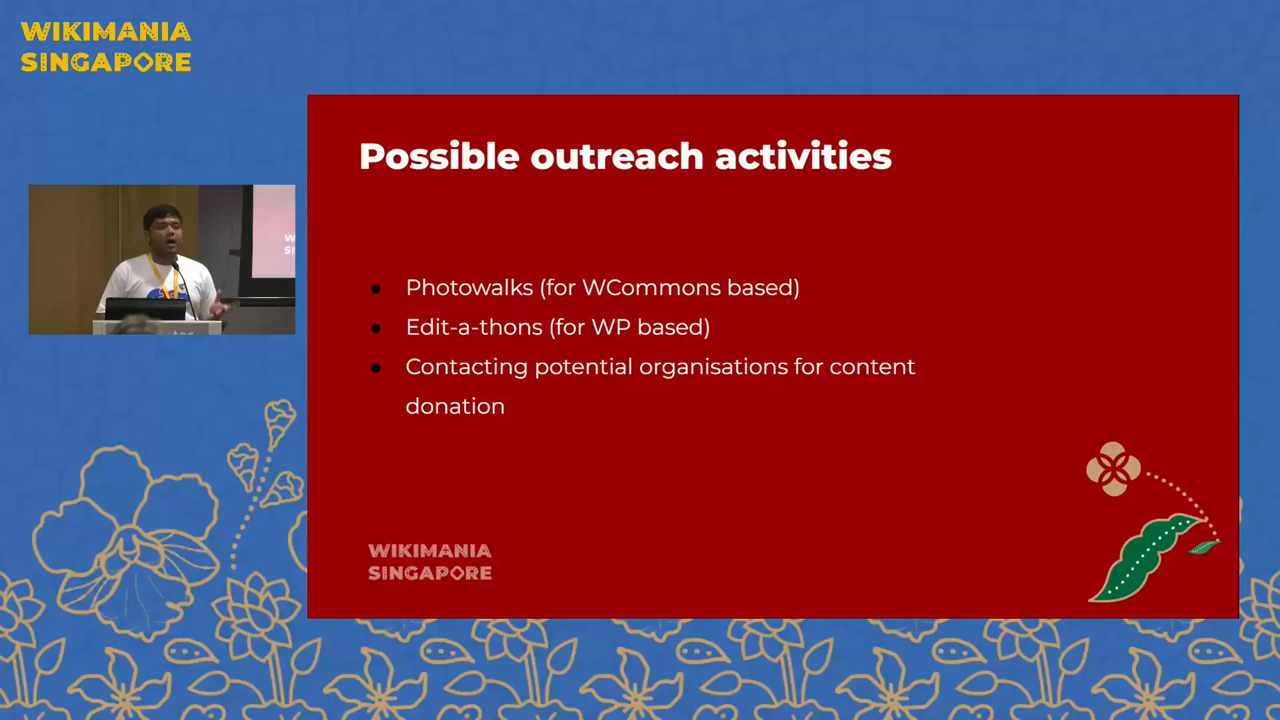 WIKIMANIA
SINGAPORE
Possible outreach activities
Photowalks (for WCommons based)
Edit-a-thons (for WP based)
Contacting potential organisations for content
donation
WIKIMANIA
SINGAPORE